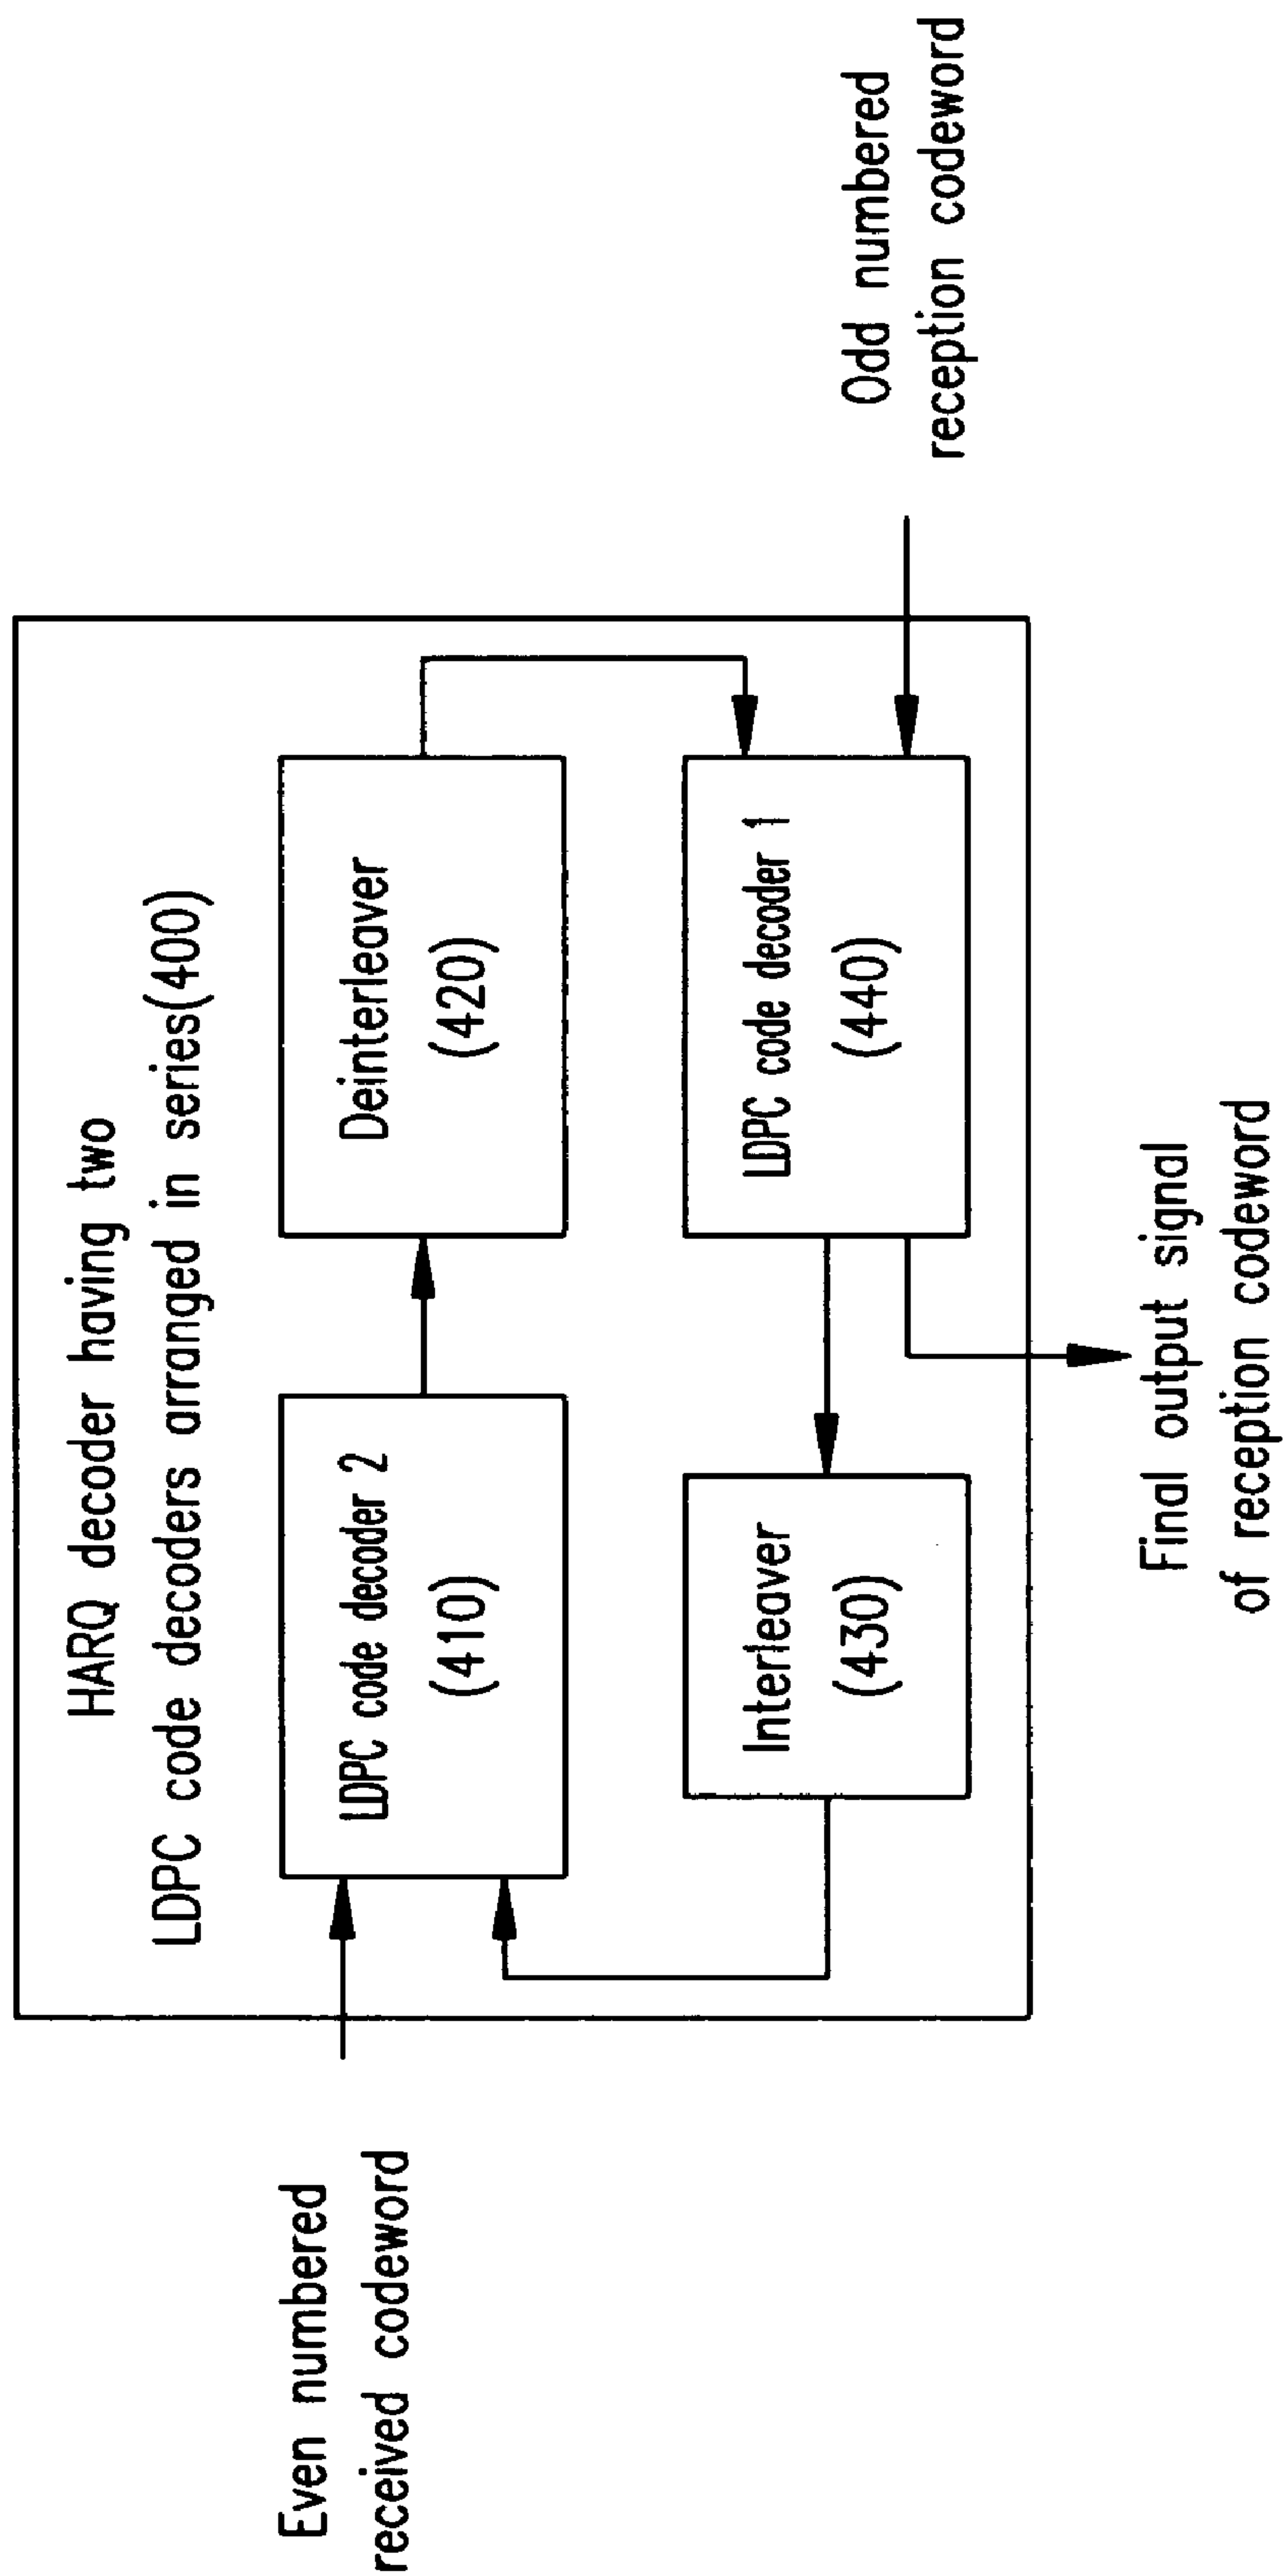 HARQ decoder having two
LDPC code decoders arranged in series(400)
Even numbered
received codeword
LDPC code decoder 2
(410)
Deinterleaver
(420)
Interleaver
(430)
LDPC code decoder 1
(440)
Odd numbered
reception codeword
Final output signal
of reception codeword